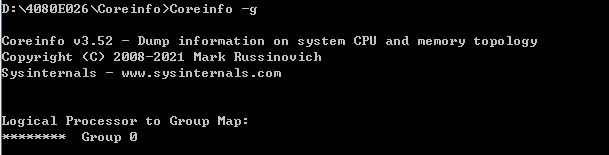 D:\4080E026\Coreinfo>Coreinfo -g
Coreinfo v3.52 - Dump information on system CPU and memory topology
Copyright (C) 2008-2021 Mark Russinovich
Sysinternals - www.sysinternals.com
Logical Processor to Group Map:
******** Group 0